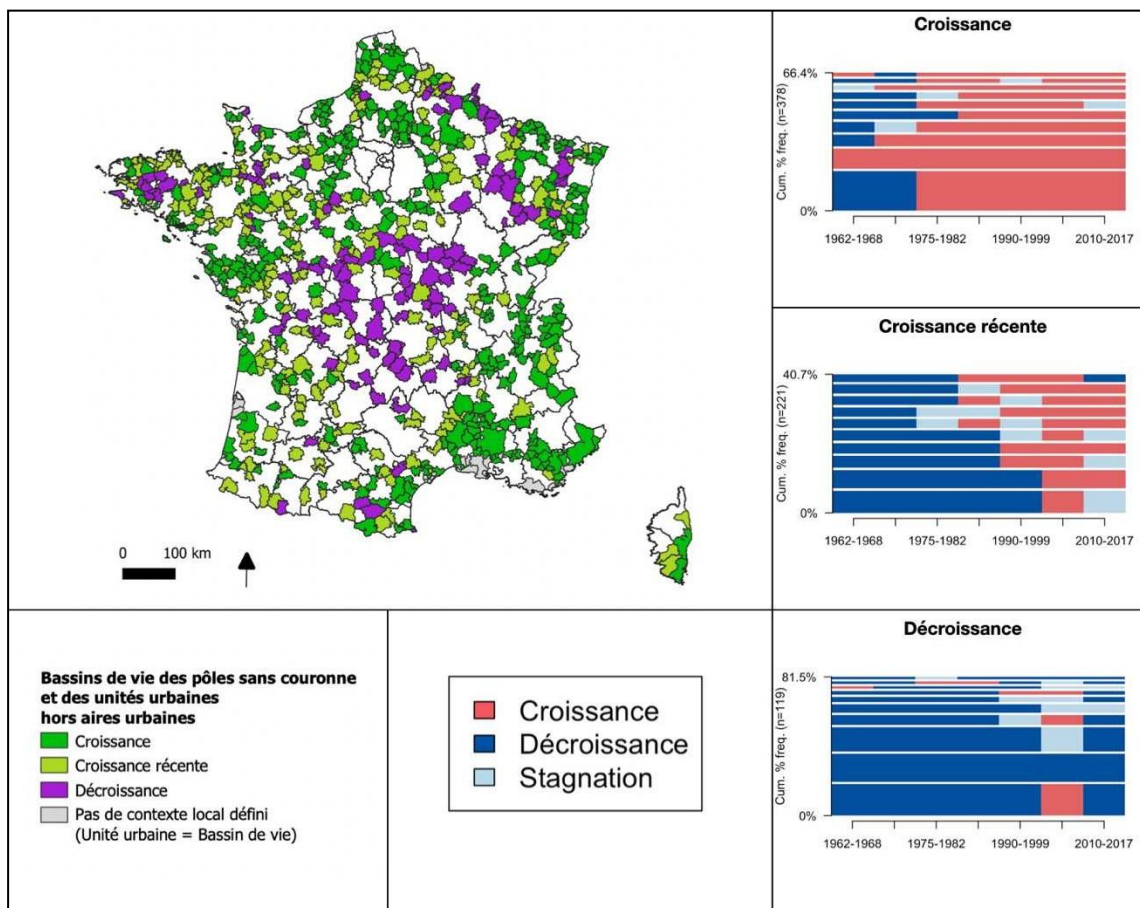 0 100 km
Bassins de vie des pôles sans couronne
et des unités urbaines
hors aires urbaines
Croissance
Croissance récente
Décroissance
Pas de contexte local défini
(Unité urbaine = Bassin de vie)
Croissance
Décroissance
Stagnation
Croissance
66.4%
Cum. % freq. (n=378)
0%
1962-1968 1975-1982 1990-1999 2010-2017
Croissance récente
40.7%
Cum. % freq. (n=221)
0%
1962-1968 1975-1982 1990-1999 2010-2017
Décroissance
81.5%
Cum. % freq. (n=119)
0%
1962-1968 1975-1982 1990-1999 2010-2017